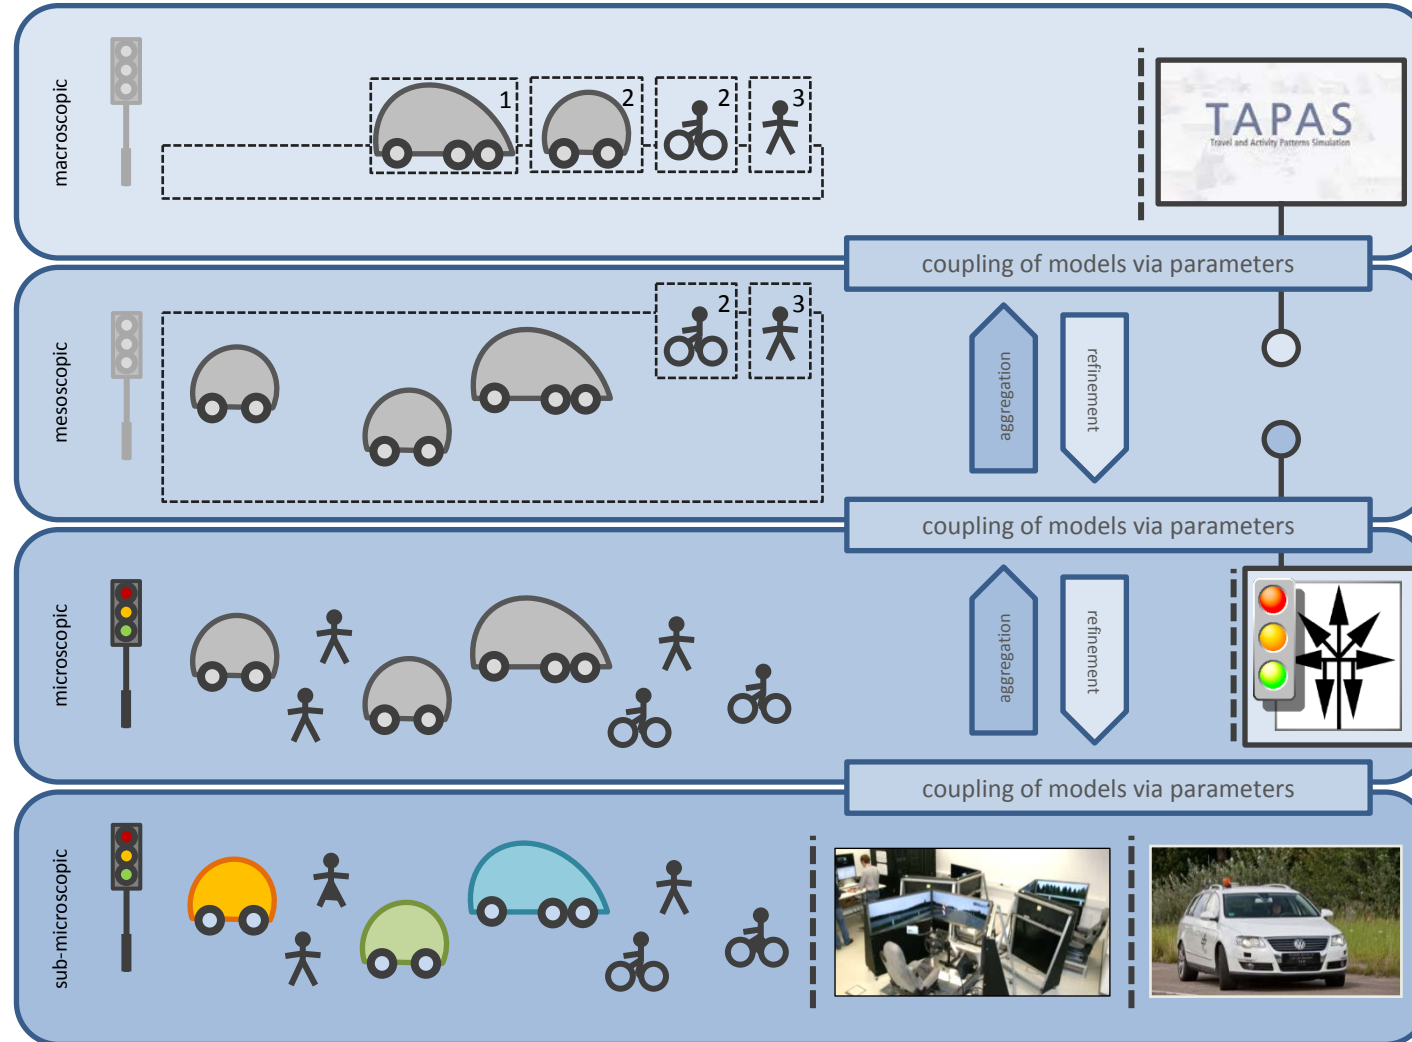 macroscopic
1
2
2
3
TAPAS
Travel and Activity Patterns Simulation
coupling of models via parameters
mesoscopic
2
3
aggregation
refinement
coupling of models via parameters
microscopic
aggregation
refinement
coupling of models via parameters
sub-microscopic